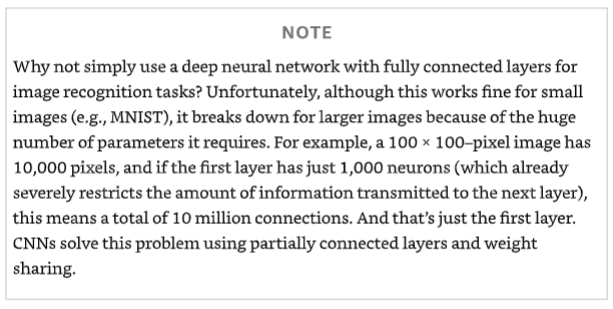 NOTE
Why not simply use a deep neural network with fully connected layers for
image recognition tasks? Unfortunately, although this works fine for small
images (e.g., MNIST), it breaks down for larger images because of the huge
number of parameters it requires. For example, a 100 × 100–pixel image has
10,000 pixels, and if the first layer has just 1,000 neurons (which already
severely restricts the amount of information transmitted to the next layer),
this means a total of 10 million connections. And that’s just the first layer.
CNNs solve this problem using partially connected layers and weight
sharing.